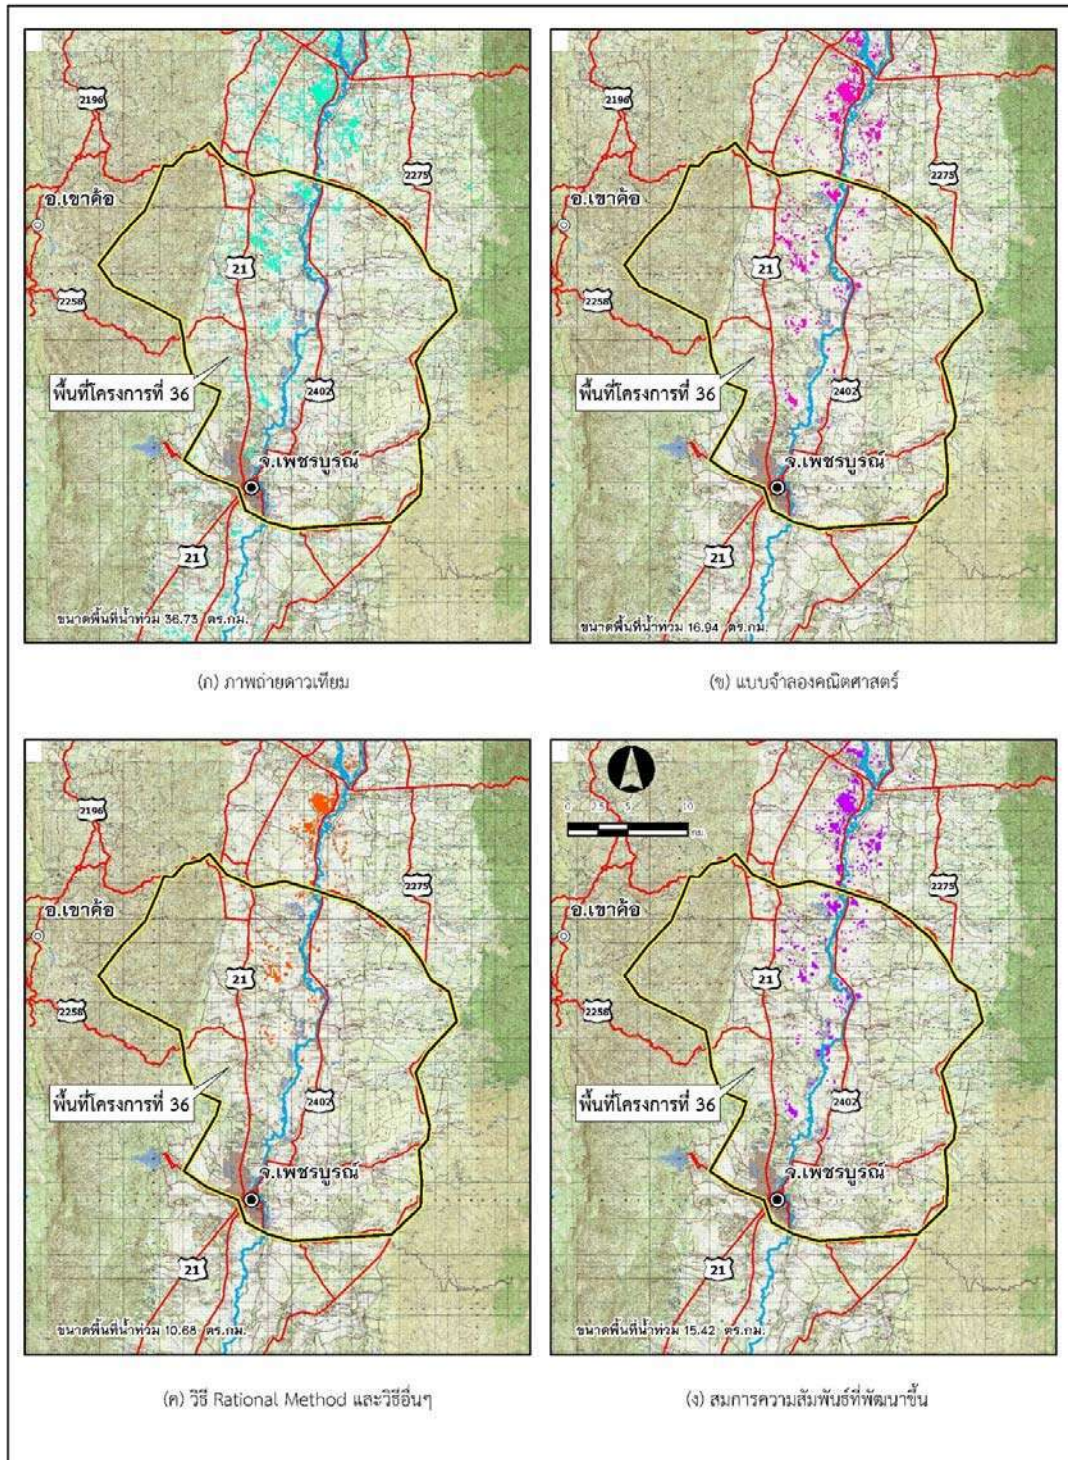 2196
อ.เขาค้อ
2275
21
2258
พื้นที่โครงการที่ 36
2402
จ.เพชรบูรณ์
21
ขนาดพื้นที่น้ำท่วม 36.73 ตร.กม.
(ก) ภาพถ่ายดาวเทียม
2196
อ.เขาค้อ
2275
21
2258
พื้นที่โครงการที่ 36
2402
จ.เพชรบูรณ์
21
ขนาดพื้นที่น้ำท่วม 16.94 ตร.กม.
(ข) แบบจำลองคณิตศาสตร์
2196
อ.เขาค้อ
2275
21
2258
พื้นที่โครงการที่ 36
2402
จ.เพชรบูรณ์
21
ขนาดพื้นที่น้ำท่วม 10.68 ตร.กม.
(ค) วิธี Rational Method และวิธีอื่นๆ
0 2.5 5 10
กม.
2275
อ.เขาค้อ
21
2258
พื้นที่โครงการที่ 36
2402
จ.เพชรบูรณ์
21
ขนาดพื้นที่น้ำท่วม 15.42 ตร.กม.
(ง) สมการความสัมพันธ์ที่พัฒนาขึ้น